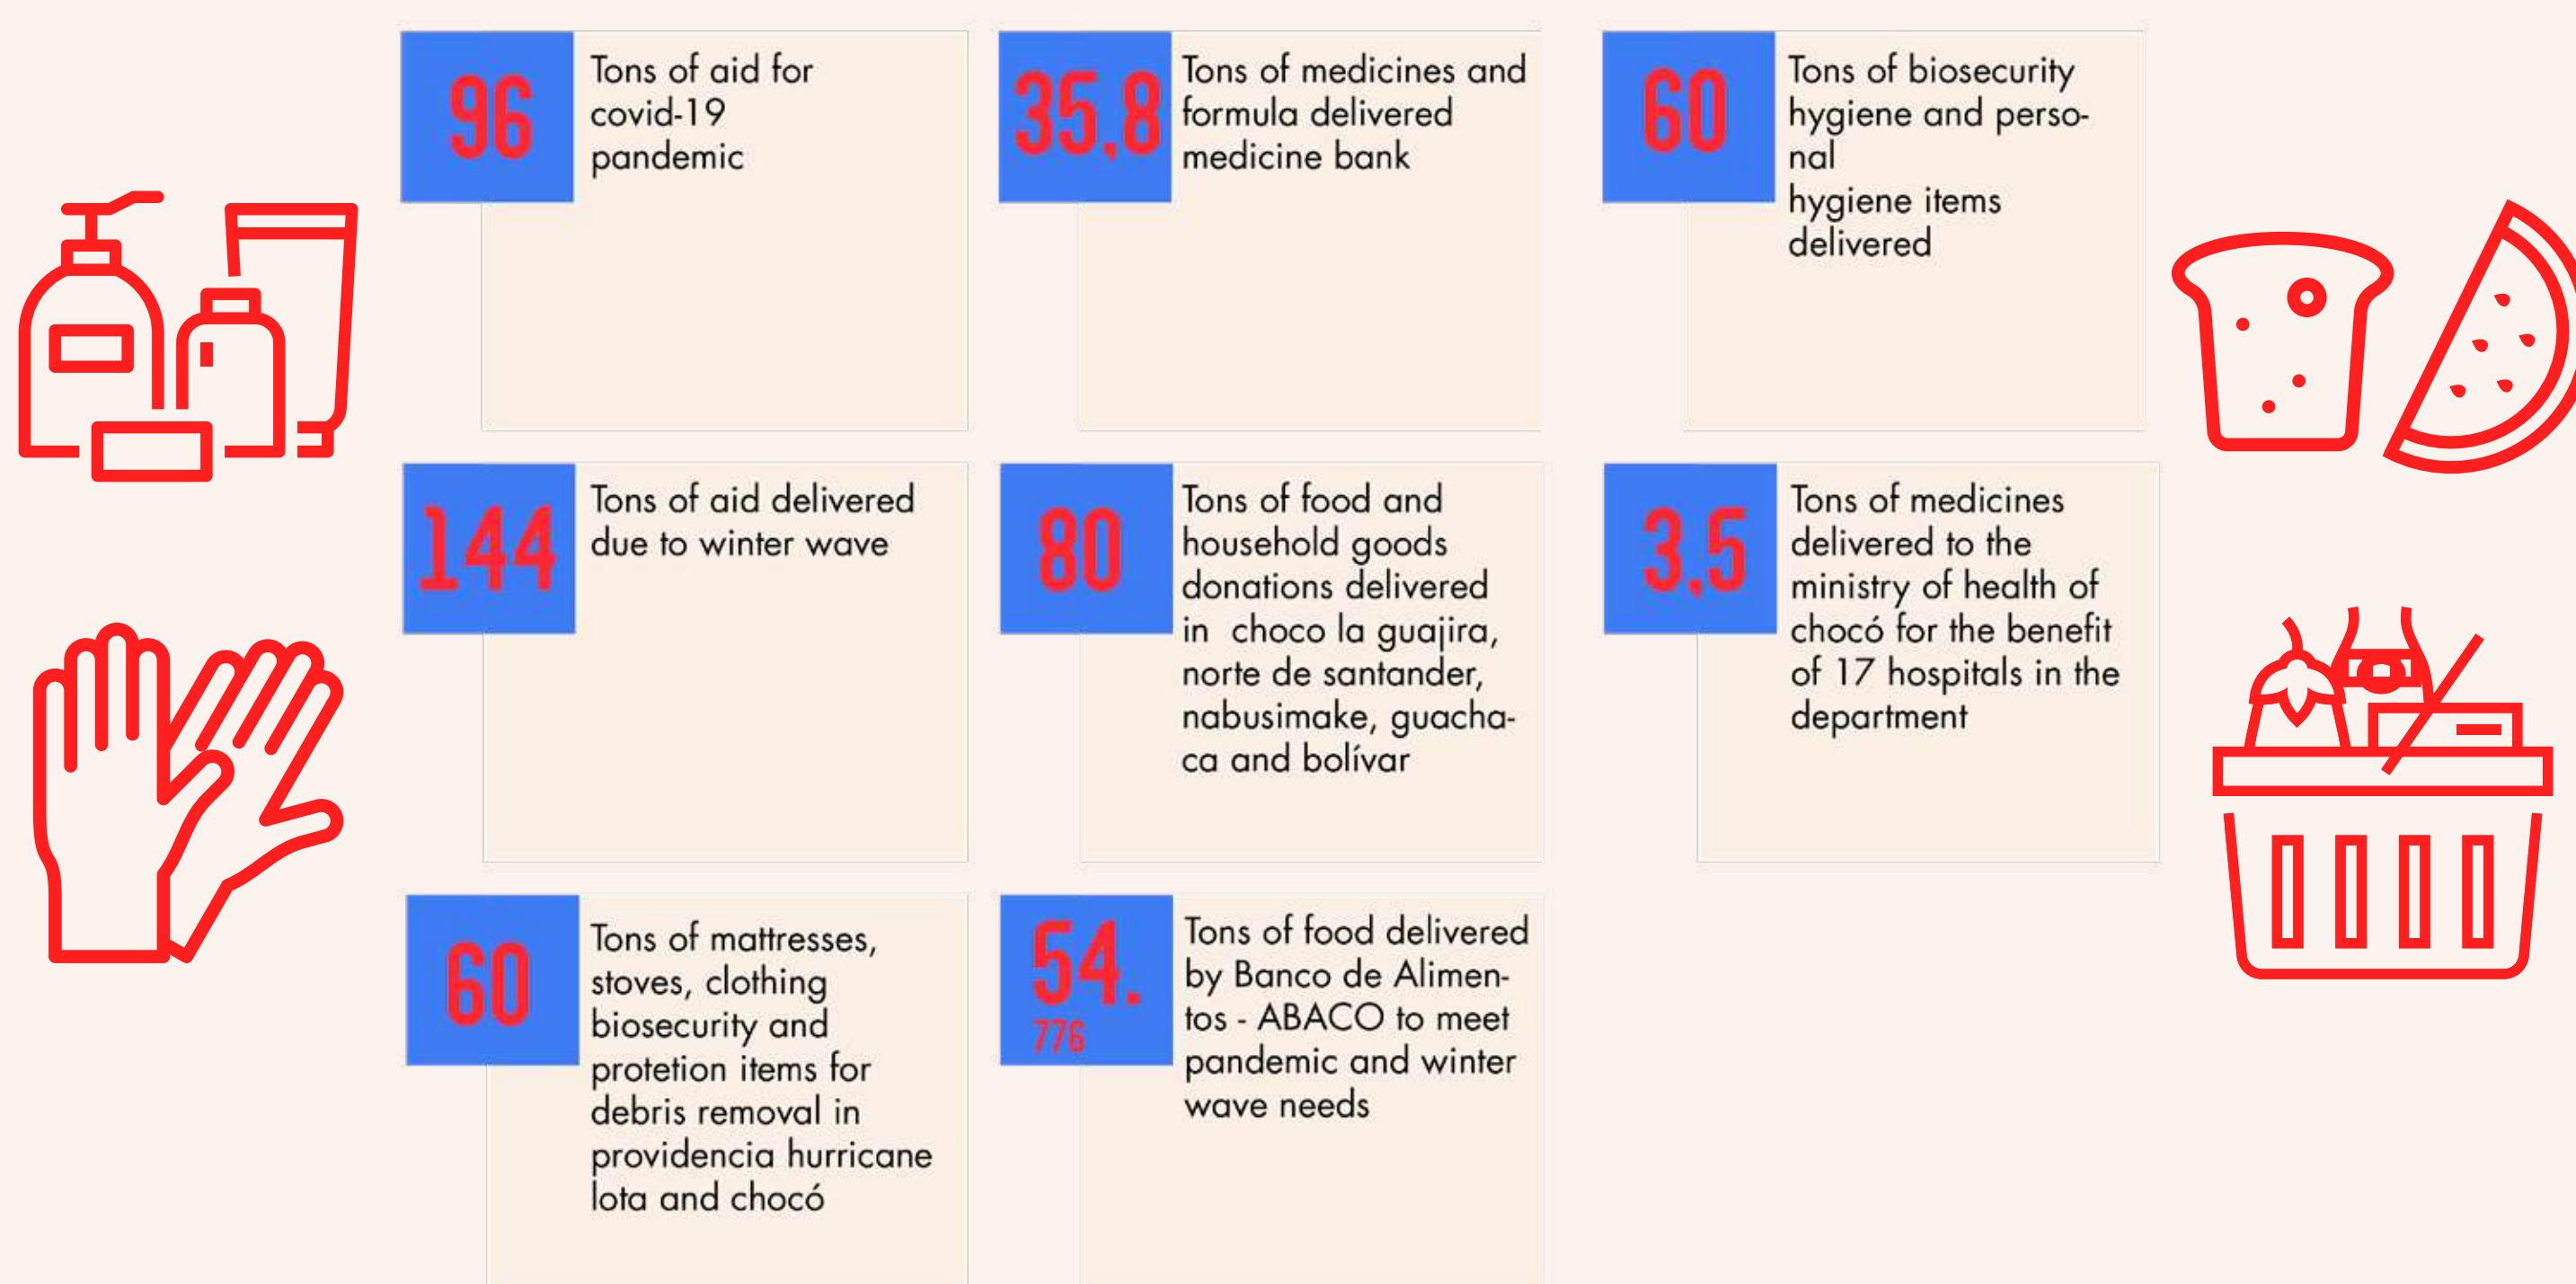 96
Tons of aid for
covid-19
pandemic
35,8
Tons of medicines and
formula delivered
medicine bank
60
Tons of biosecurity
hygiene and perso-
nal
hygiene items
delivered
144
Tons of aid delivered
due to winter wave
80
Tons of food and
household goods
donations delivered
in choco la guajira,
norte de santander,
nabusimake, guacha-
ca and bolívar
3,5
Tons of medicines
delivered to the
ministry of health of
chocó for the benefit
of 17 hospitals in the
department
60
Tons of mattresses,
stoves, clothing
biosecurity and
protetion items for
debris removal in
providencia hurricane
lota and chocó
54.
776
Tons of food delivered
by Banco de Alimen-
tos - ABACO to meet
pandemic and winter
wave needs